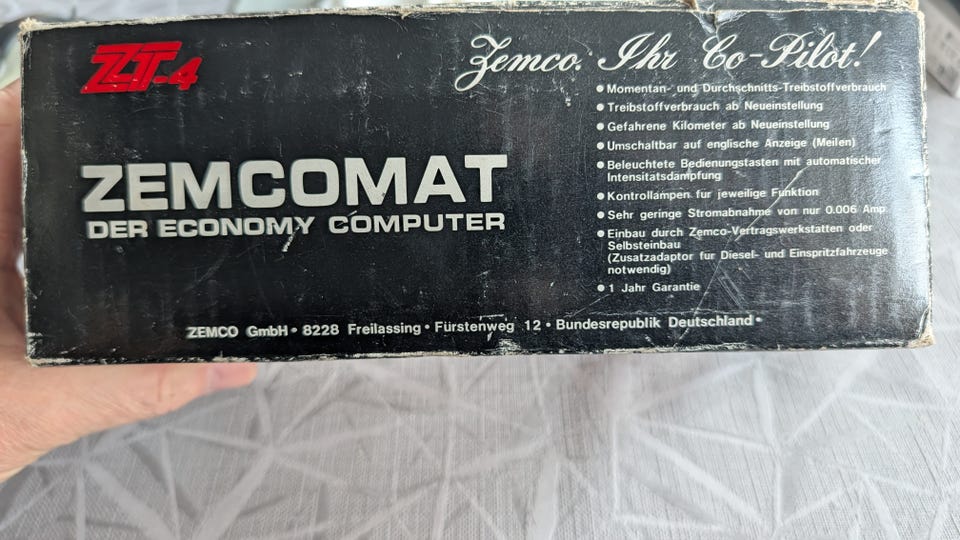 ZT-4
Zemco. Ihr Co-Pilot!
ZEMCOMAT
DER ECONOMY COMPUTER
• Momentan- und Durchschnitts-Treibstoffverbrauch
• Treibstoffverbrauch ab Neueinstellung
• Gefahrene Kilometer ab Neueinstellung
• Umschaltbar auf englische Anzeige (Meilen)
• Beleuchtete Bedienungstasten mit automatischer
Intensitatsdampfung
• Kontrollampen fur jeweilige Funktion
• Sehr geringe Stromabnahme von nur 0.006 Amp
• Einbau durch Zemco-Vertragswerkstatten oder
Selbsteinbau
(Zusatzadaptor fur Diesel- und Einspritzfahrzeuge
notwendig)
• 1 Jahr Garantie
ZEMCO GmbH • 8228 Freilassing • Fürstenweg 12 • Bundesrepublik Deutschland •